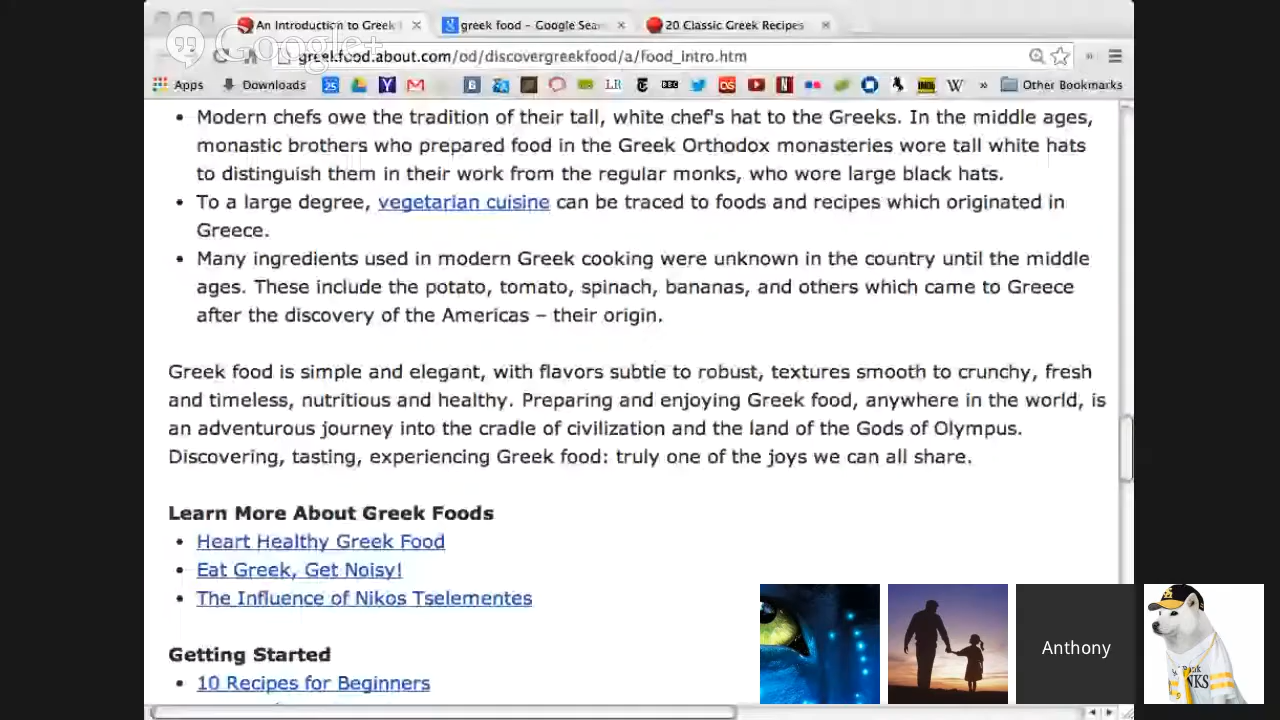 An Introduction to Greek
greek food - Google Sear
20 Classic Greek Recipes
Google+
greekfood.about.com/od/discovergreekfood/a/food_intro.htm
Apps Downloads 25 Y LR BBC DS N IMDb W » Other Bookmarks
• Modern chefs owe the tradition of their tall, white chef's hat to the Greeks. In the middle ages,
monastic brothers who prepared food in the Greek Orthodox monasteries wore tall white hats
to distinguish them in their work from the regular monks, who wore large black hats.
• To a large degree, vegetarian cuisine can be traced to foods and recipes which originated in
Greece.
• Many ingredients used in modern Greek cooking were unknown in the country until the middle
ages. These include the potato, tomato, spinach, bananas, and others which came to Greece
after the discovery of the Americas – their origin.
Greek food is simple and elegant, with flavors subtle to robust, textures smooth to crunchy, fresh
and timeless, nutritious and healthy. Preparing and enjoying Greek food, anywhere in the world, is
an adventurous journey into the cradle of civilization and the land of the Gods of Olympus.
Discovering, tasting, experiencing Greek food: truly one of the joys we can all share.
Learn More About Greek Foods
• Heart Healthy Greek Food
• Eat Greek, Get Noisy!
• The Influence of Nikos Tselementes
Getting Started
• 10 Recipes for Beginners
Anthony